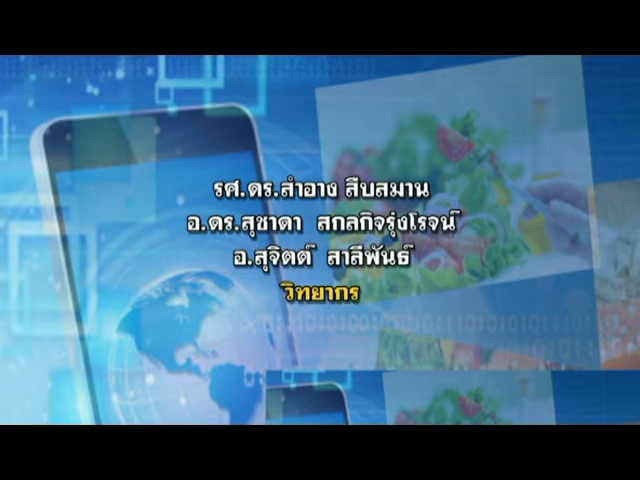 รศ.ดร.สำอาง สืบสมาน
อ.ดร.สุชาดา สกลกิจรุ่งโรจน์
อ.สุจิตต์ สาลีพันธ์
วิทยากร